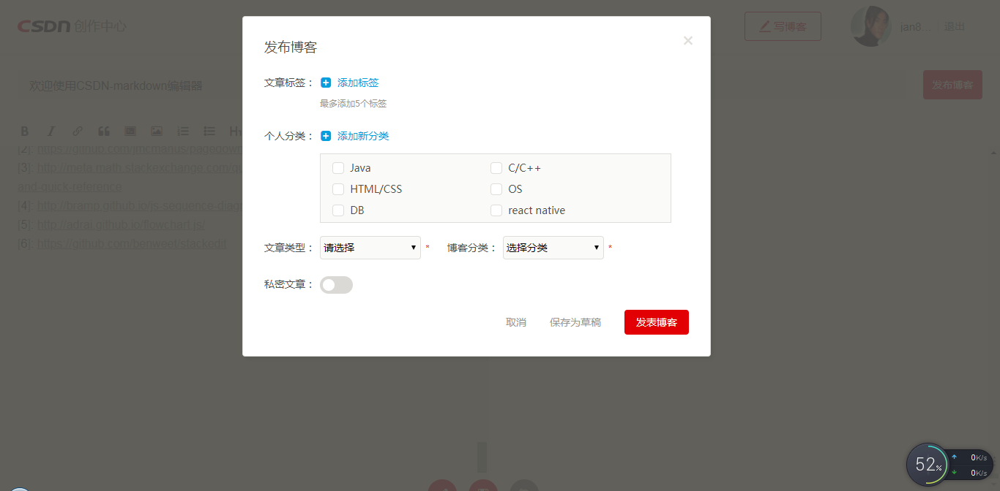 CSDN 创作中心
写博客
jan8... 退出
欢迎使用CSDN-markdown编辑器
发布博客
B I H
[2]: https://github.com/jmcmanus/pagedown
[3]: http://meta.math.stackexchange.com/qu
and-quick-reference
[4]: http://bramp.github.io/js-sequence-diagr
[5]: http://adrai.github.io/flowchart.js/
[6]: https://github.com/benweet/stackedit
发布博客
×
文章标签： 添加标签
最多添加5个标签
个人分类： 添加新分类
Java C/C++
HTML/CSS OS
DB react native
文章类型： 请选择 * 博客分类： 选择分类 *
私密文章：
取消 保存为草稿 发表博客
52% 0K/s
0K/s